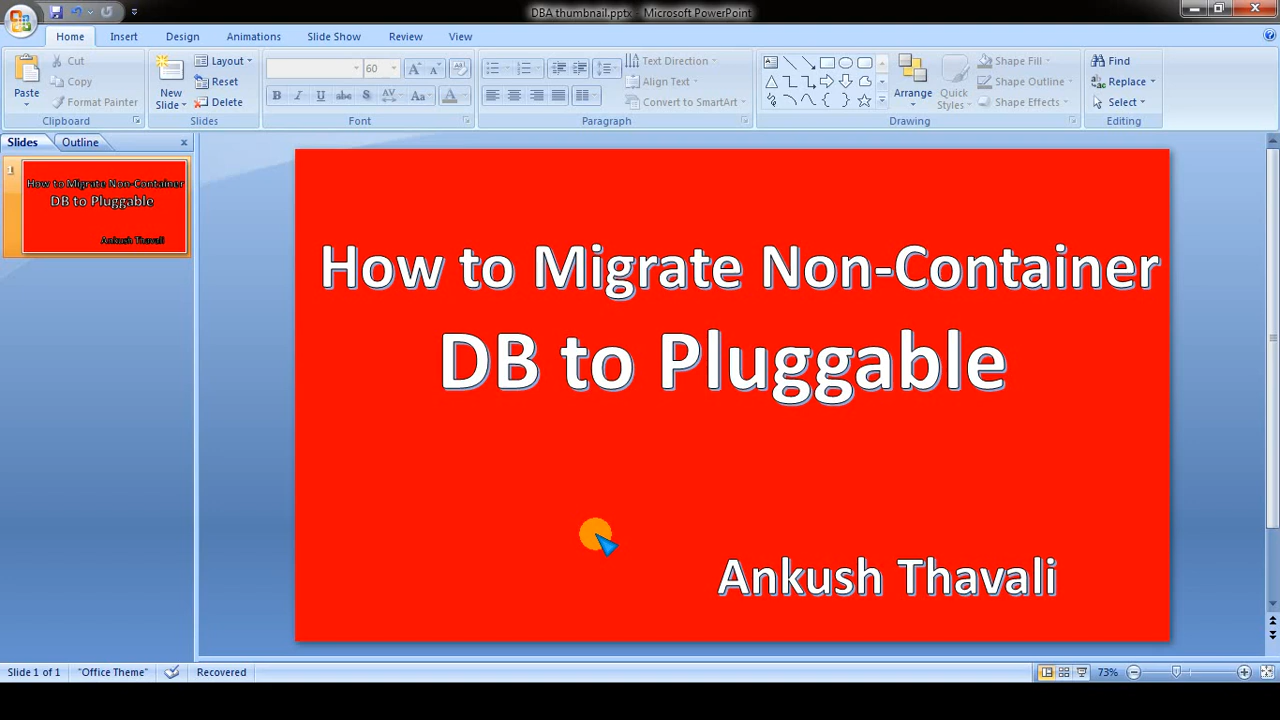 DBA thumbnail.pptx - Microsoft PowerPoint
Home Insert Design Animations Slide Show Review View
Paste
Cut
Copy
Format Painter
Clipboard
New Slide
Layout
Reset
Delete
Slides
60
B I U abc S AV Aa A
Font
Text Direction
Align Text
Convert to SmartArt
Paragraph
Arrange
Quick Styles
Shape Fill
Shape Outline
Shape Effects
Drawing
Find
Replace
Select
Editing
Slides Outline
1
How to Migrate Non-Container
DB to Pluggable
Ankush Thavali
How to Migrate Non-Container
DB to Pluggable
Ankush Thavali
Slide 1 of 1 "Office Theme" Recovered 73%